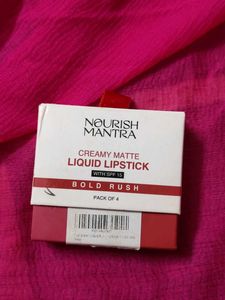 NOURISH
MANTRA
CREAMY MATTE
LIQUID LIPSTICK
WITH SPF 15
BOLD RUSH
PACK OF 4